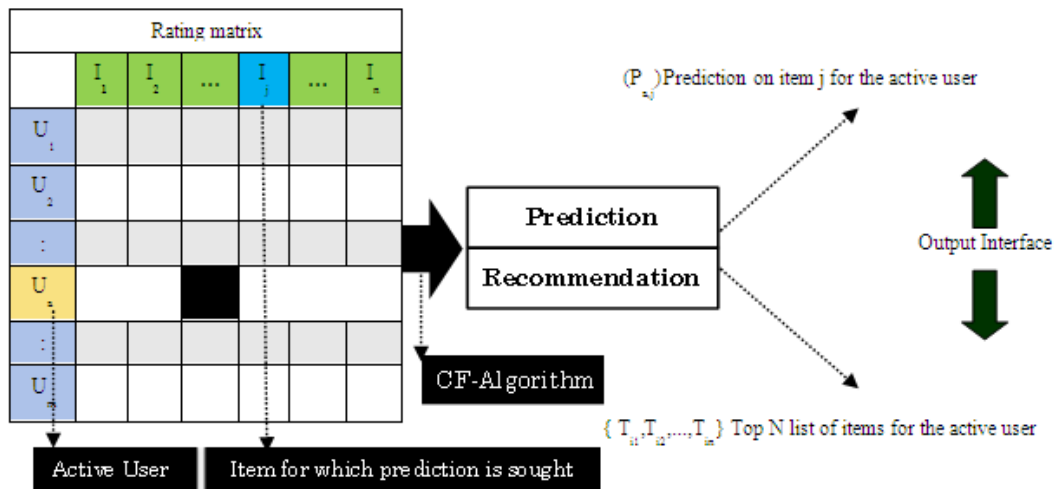 Rating matrix
I1 I2 ... Ij ... In
U1
U2
:
Ua
:
Um
Prediction
Recommendation
CF-Algorithm
Active User
Item for which prediction is sought
(Pa,j)Prediction on item j for the active user
Output Interface
{ Ti1,Ti2,...,Tin} Top N list of items for the active user